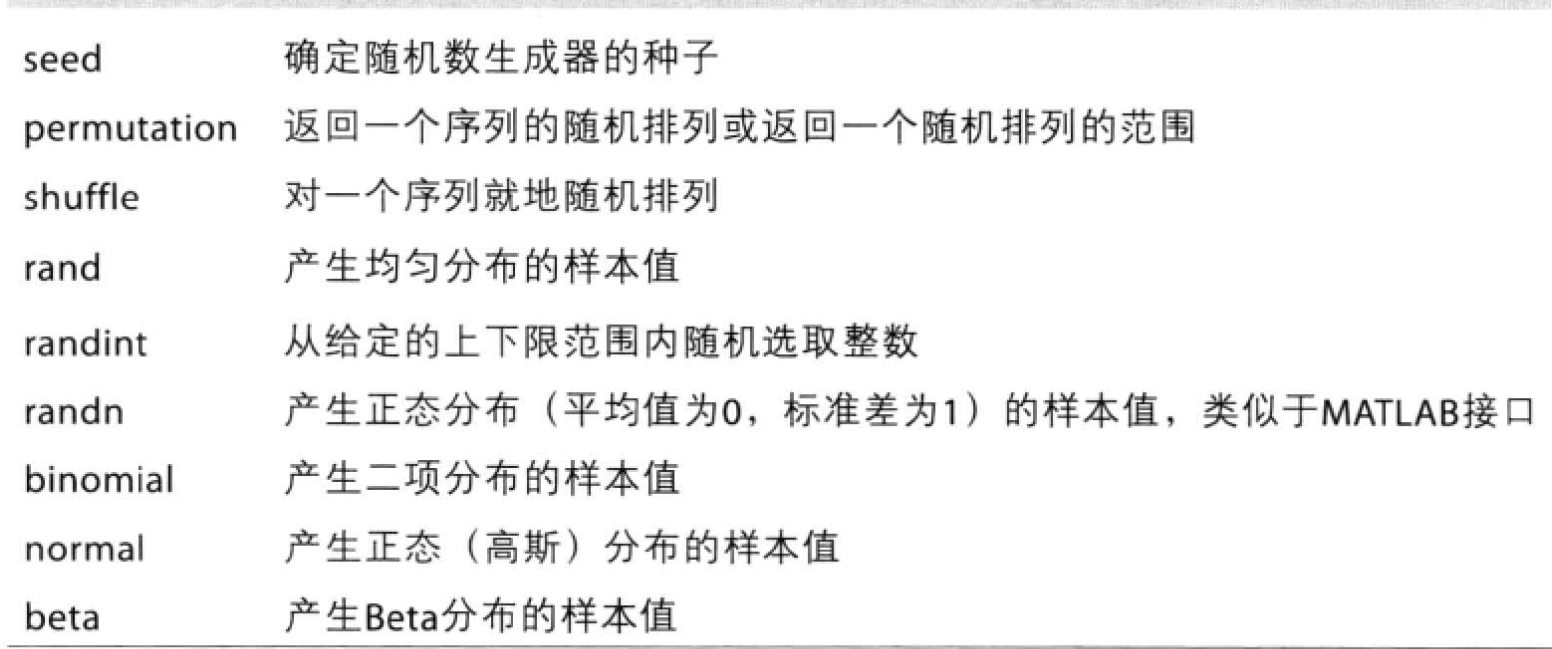 seed 确定随机数生成器的种子
permutation 返回一个序列的随机排列或返回一个随机排列的范围
shuffle 对一个序列就地随机排列
rand 产生均匀分布的样本值
randint 从给定的上下限范围内随机选取整数
randn 产生正态分布（平均值为0，标准差为1）的样本值，类似于MATLAB接口
binomial 产生二项分布的样本值
normal 产生正态（高斯）分布的样本值
beta 产生Beta分布的样本值